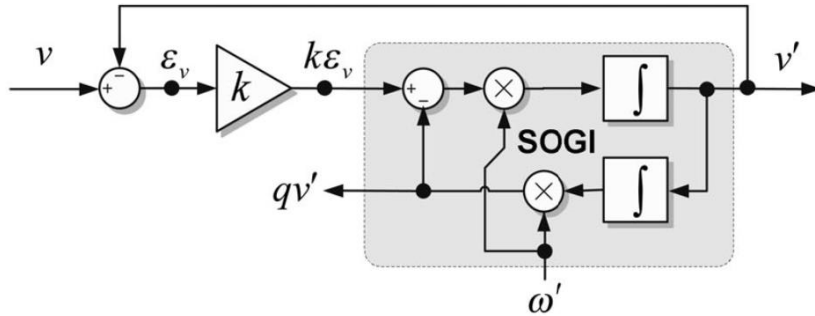 v ε_v kε_v v′
+ − k + − × ∫
SOGI
qv′ × ∫
ω′